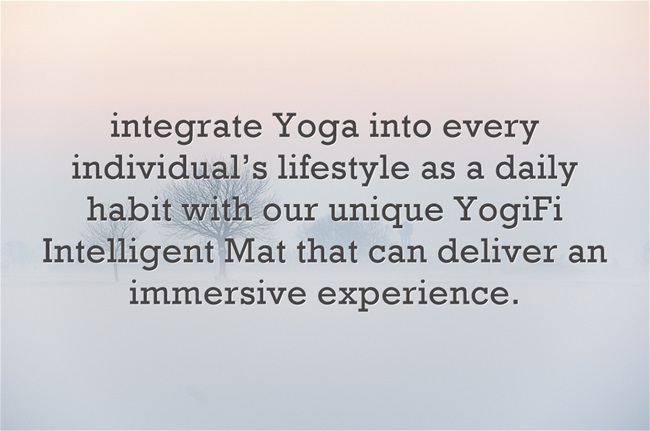 integrate Yoga into every
individual's lifestyle as a daily
habit with our unique YogiFi
Intelligent Mat that can deliver an
immersive experience.